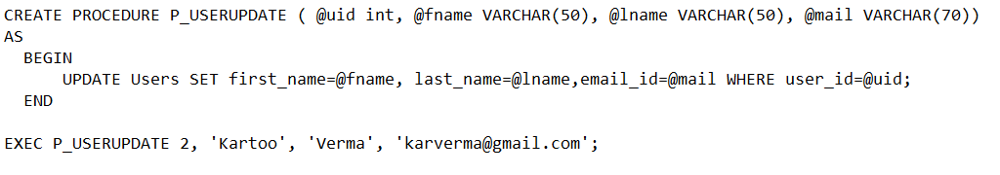 CREATE PROCEDURE P_USERUPDATE ( @uid int, @fname VARCHAR(50), @lname VARCHAR(50), @mail VARCHAR(70))
AS
BEGIN
UPDATE Users SET first_name=@fname, last_name=@lname,email_id=@mail WHERE user_id=@uid;
END
EXEC P_USERUPDATE 2, 'Kartoo', 'Verma', 'karverma@gmail.com';